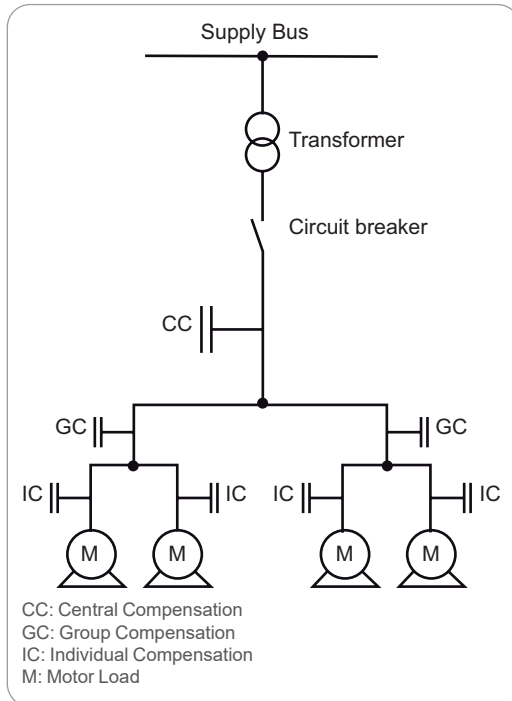 Supply Bus
Transformer
Circuit breaker
CC
GC
GC
IC
IC
IC
IC
M
M
M
M
CC: Central Compensation
GC: Group Compensation
IC: Individual Compensation
M: Motor Load